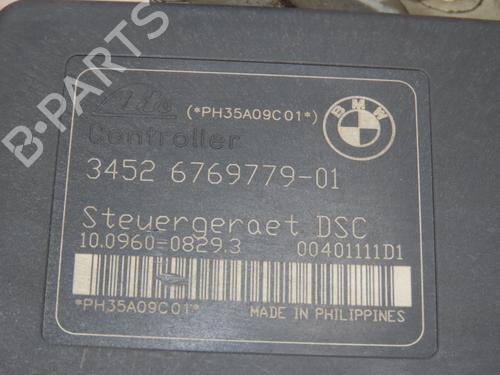 B-PARTS
Ate
(*PH35A09C01*)
BMW
Controller
3452 6769779-01
Steuergeraet DSC
10.0960-0829.3 00401111D1
*PH35A09C01*
MADE IN PHILIPPINES